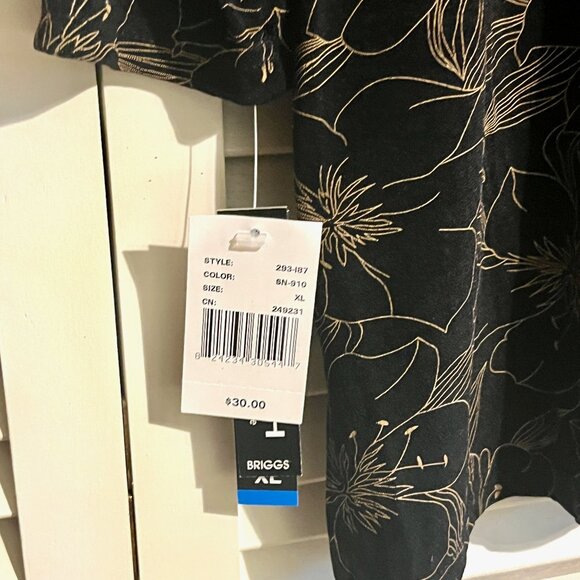 STYLE: 293-I87
COLOR: SN-910
SIZE: XL
CN: 249231
$30.00
BRIGGS
XL